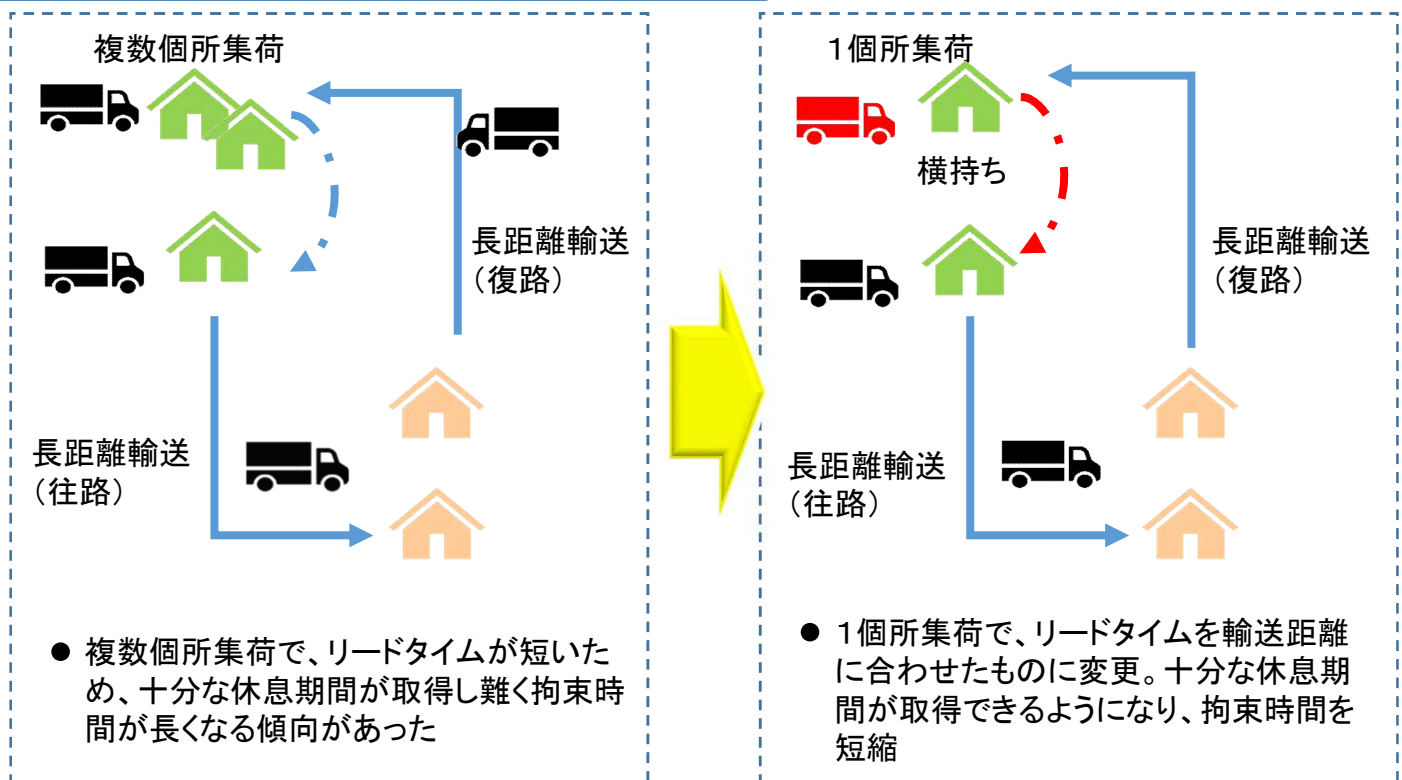 複数個所集荷
長距離輸送
（復路）
長距離輸送
（往路）
● 複数個所集荷で、リードタイムが短いた
め、十分な休息期間が取得し難く拘束時
間が長くなる傾向があった
1個所集荷
横持ち
長距離輸送
（復路）
長距離輸送
（往路）
● 1個所集荷で、リードタイムを輸送距離
に合わせたものに変更。十分な休息期
間が取得できるようになり、拘束時間を
短縮